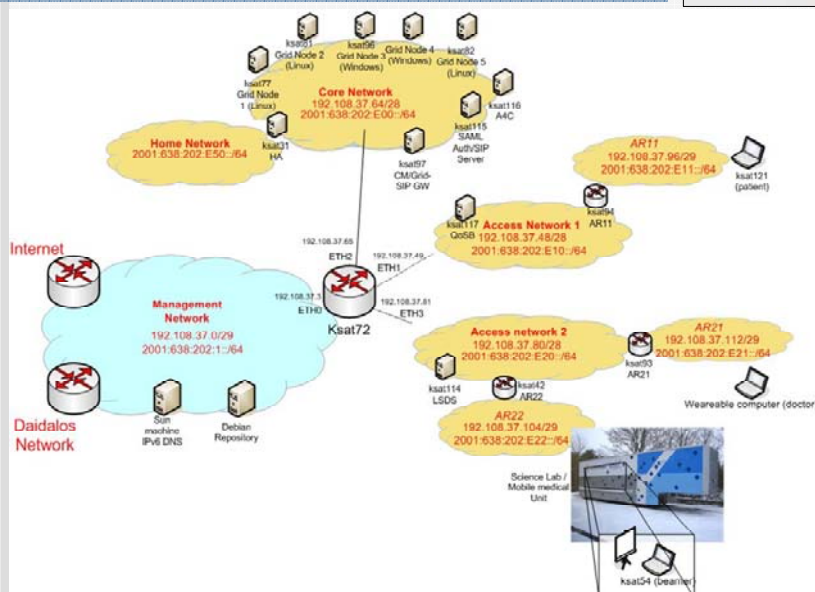 ksat81
Grid Node 2
(Linux)
ksat96
Grid Node 3
(Windows)
Grid Node 4
(Windows)
ksat82
Grid Node 5
(Linux)
ksat77
Grid Node
1 (Linux)
Core Network
192.108.37.64/28
2001:638:202:E00::/64
ksat116
A4C
ksat115
SAML
Auth/SIP
Server
ksat31
HA
ksat97
CM/Grid-
SIP GW
Home Network
2001:638:202:E50::/64
AR11
192.108.37.96/29
2001:638:202:E11::/64
ksat121
(patient)
ksat94
AR11
ksat117
QoSB
Access Network 1
192.108.37.48/28
2001:638:202:E10::/64
Internet
192.108.37.65
ETH2
192.108.37.49
ETH1
192.108.37.3
ETH0
192.108.37.81
ETH3
Ksat72
Management
Network
192.108.37.0/29
2001:638:202:1::/64
Sun
machine
IPv6 DNS
Debian
Repository
Daidalos
Network
Access network 2
192.108.37.80/28
2001:638:202:E20::/64
AR21
192.108.37.112/29
2001:638:202:E21::/64
ksat93
AR21
ksat114
LSDS
ksat42
AR22
Weareable computer (doctor
AR22
192.108.37.104/29
2001:638:202:E22::/64
Science Lab /
Mobile medical
Unit
ksat54 (beamer)